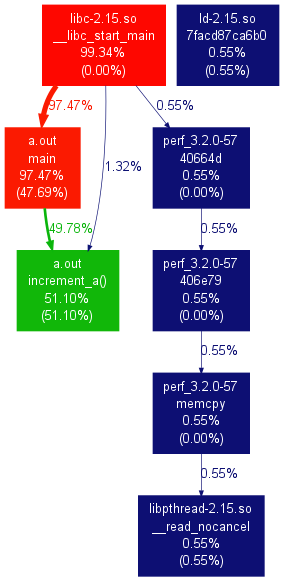 libc-2.15.so
__libc_start_main
99.34%
(0.00%)
ld-2.15.so
7facd87ca6b0
0.55%
(0.55%)
97.47%
0.55%
1.32%
a.out
main
97.47%
(47.69%)
perf_3.2.0-57
40664d
0.55%
(0.00%)
49.78%
0.55%
a.out
increment_a()
51.10%
(51.10%)
perf_3.2.0-57
406e79
0.55%
(0.00%)
0.55%
perf_3.2.0-57
memcpy
0.55%
(0.00%)
0.55%
libpthread-2.15.so
__read_nocancel
0.55%
(0.55%)